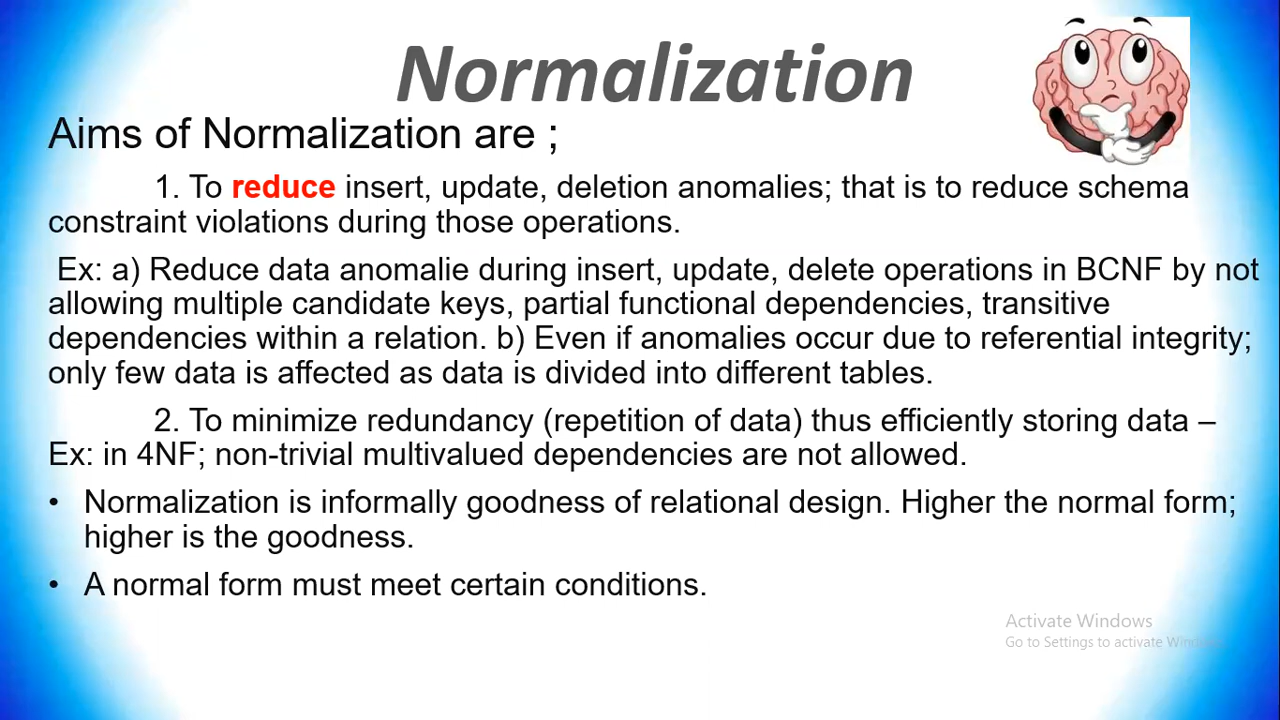 Normalization
Aims of Normalization are ;
1. To reduce insert, update, deletion anomalies; that is to reduce schema
constraint violations during those operations.
Ex: a) Reduce data anomalie during insert, update, delete operations in BCNF by not
allowing multiple candidate keys, partial functional dependencies, transitive
dependencies within a relation. b) Even if anomalies occur due to referential integrity;
only few data is affected as data is divided into different tables.
2. To minimize redundancy (repetition of data) thus efficiently storing data –
Ex: in 4NF; non-trivial multivalued dependencies are not allowed.
• Normalization is informally goodness of relational design. Higher the normal form;
higher is the goodness.
• A normal form must meet certain conditions.
Activate Windows
Go to Settings to activate Windows.